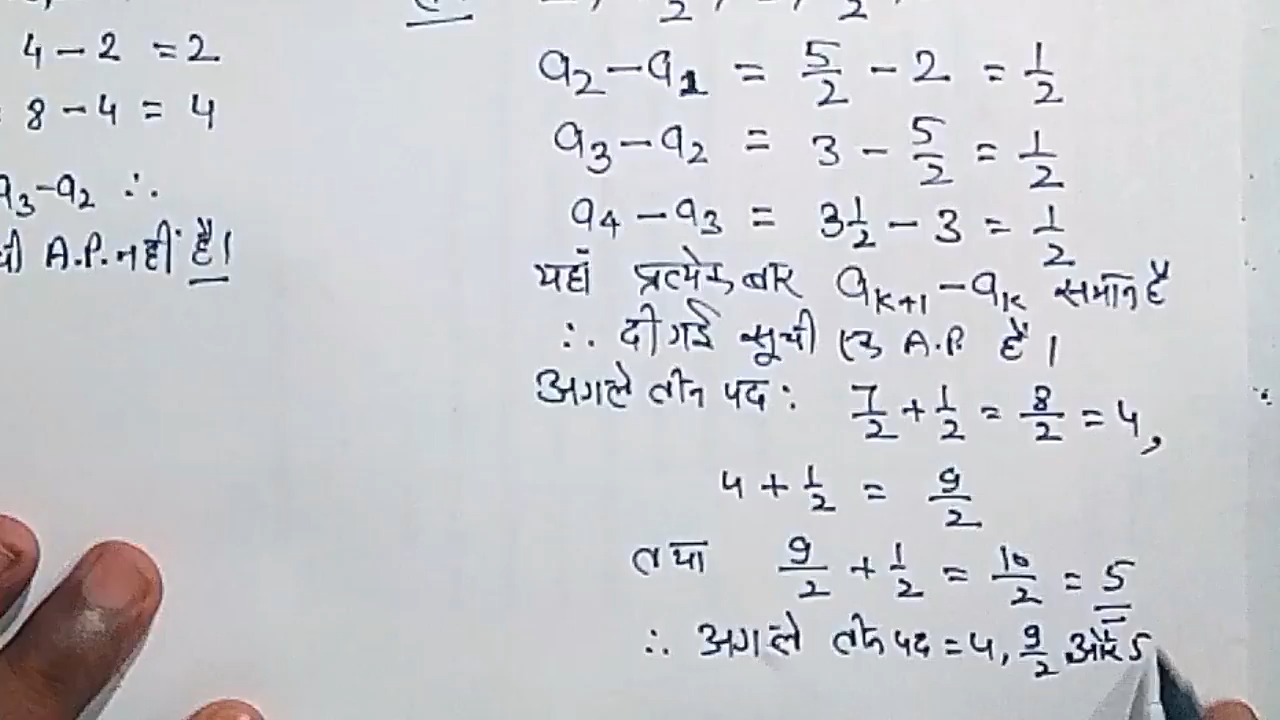 4 - 2 = 2
8 - 4 = 4
a₃ - a₂ ∴
A.P. नहीं है।
a₂ - a₁ = 5/2 - 2 = 1/2
a₃ - a₂ = 3 - 5/2 = 1/2
a₄ - a₃ = 3 1/2 - 3 = 1/2
यहाँ प्रत्येक बार aₖ₊₁ - aₖ समान है
∴ दी गई सूची एक A.P है।
अगले तीन पद : 7/2 + 1/2 = 8/2 = 4,
4 + 1/2 = 9/2
तथा 9/2 + 1/2 = 10/2 = 5
∴ अगले तीन पद = 4, 9/2 और 5